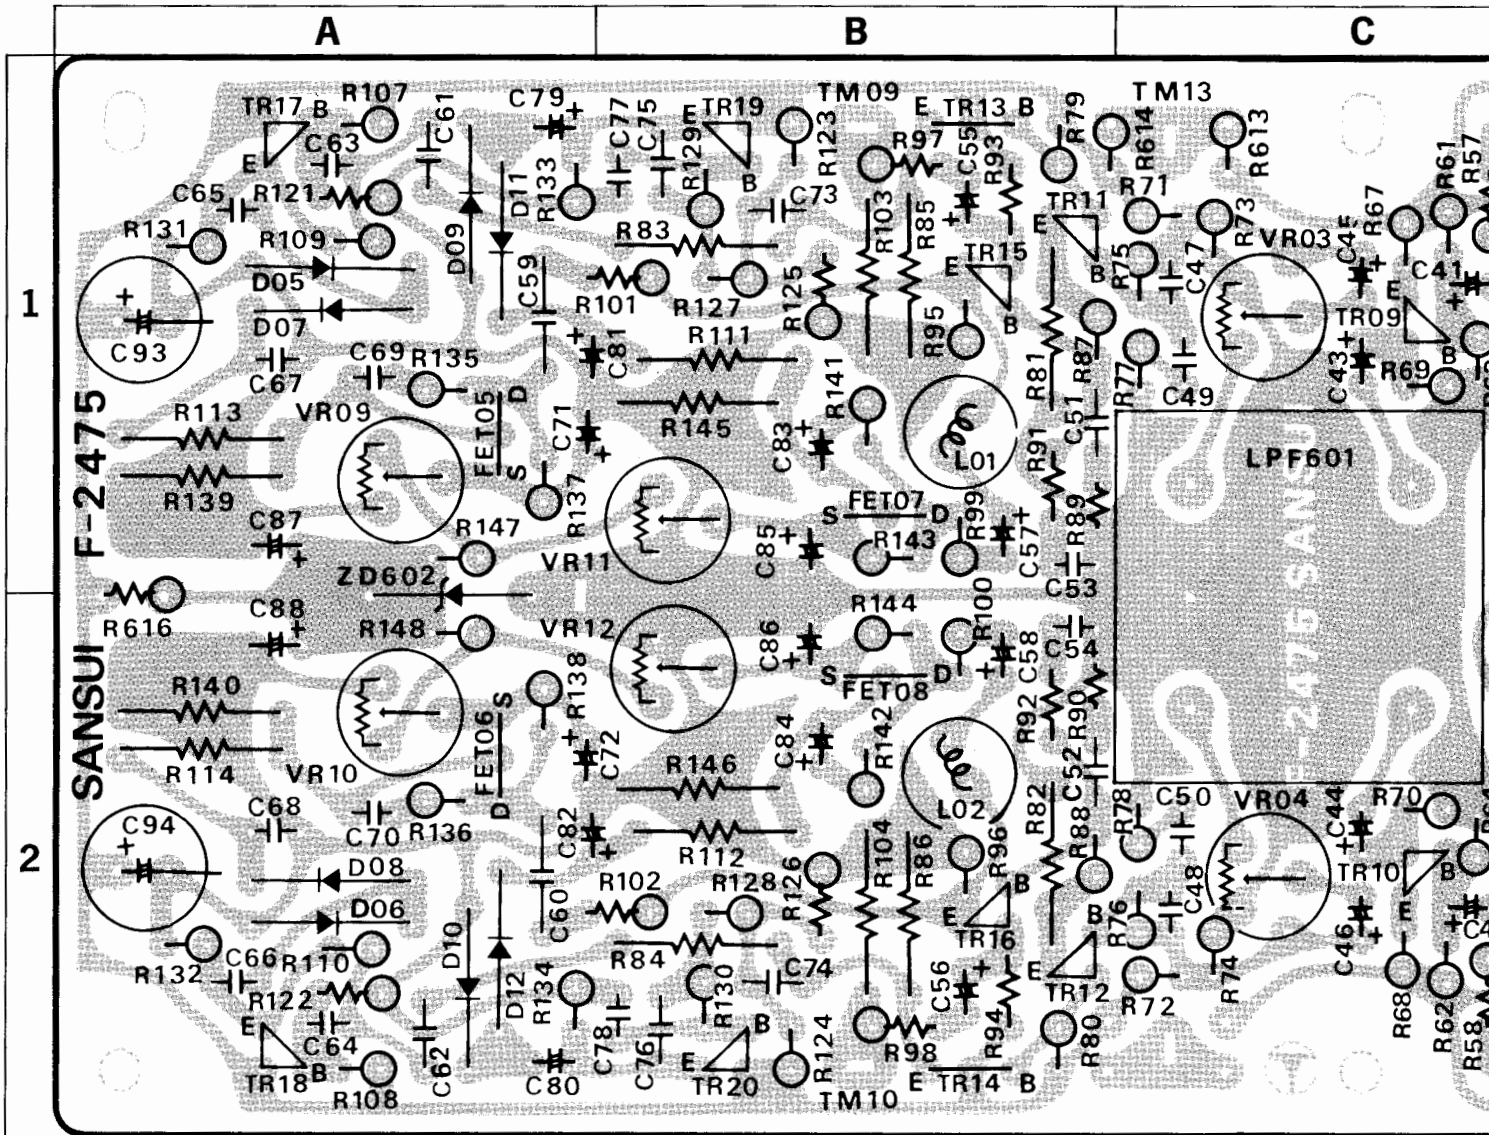 A B C
1
2
TR17 B R107 C61 C79 C77 C75 E TR19 R123 TM09 E TR13 B R79 TM13
E C63 R129 B R97 C55 R93 R614 R613 R61 R57
C65 R121 D11 R133 C73 R103 R85 TR11 R71 R67
R131 R109 D09 R83 E TR15 E R73 VR03 C45
D05 C59 R101 R127 R125 B R75 C47 C41 E
C93 D07 C81 R111 R95 B TR09 B
C67 C69 R135 R141 R81 R87 R77 C49 C43 R69
R113 VR09 FET05 D C71 R145 C83 L01 C51 LPF601
F-2475
R139 S R137 R91
C87 R147 VR11 C85 S FET07 D R99 C57 R89
R143
ZD602 C53
R616 C88 R148 VR12 C86 R144 R100 C58 C54
SANSUI
R140 FET06 S R138 S FET08 D R92 R90
R114 VR10 C72 R146 C84 R142 C52
C68 C70 R136 D C82 L02 R82 R88 R78 C50 VR04 C44 R70
C94 D08 R112 R104 R86 R96 TR10 B
D06 C60 R102 R128 R126 B C48 E
R132 C66 R110 D10 R84 E TR16 B R76 C46
R122 D12 R134 R130 C74 C56 E TR12 R72 R74 R68 R62 R58
E C64 C62 C78 C76 B R124 R98 R94 R80
TR18 B R108 C80 E TR20 TM10 E TR14 B
F-2475 SANSU